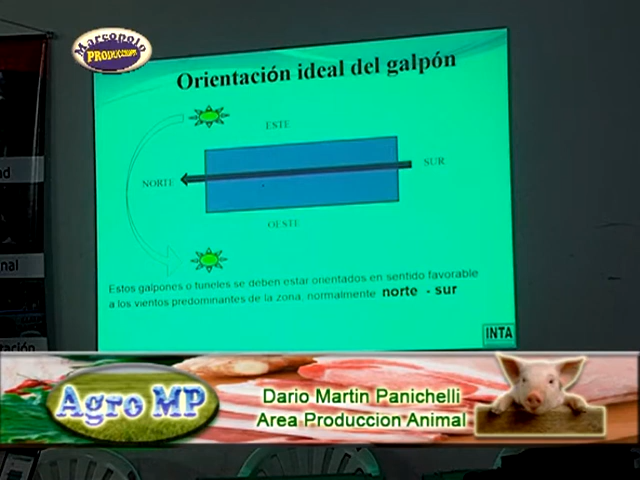 Marcopolo
PRODUCCIONES
Orientación ideal del galpón
ESTE
NORTE
SUR
OESTE
Estos galpones o tuneles se deben estar orientados en sentido favorable
a los vientos predominantes de la zona, normalmente norte - sur
INTA
Agro MP
Dario Martin Panichelli
Area Produccion Animal